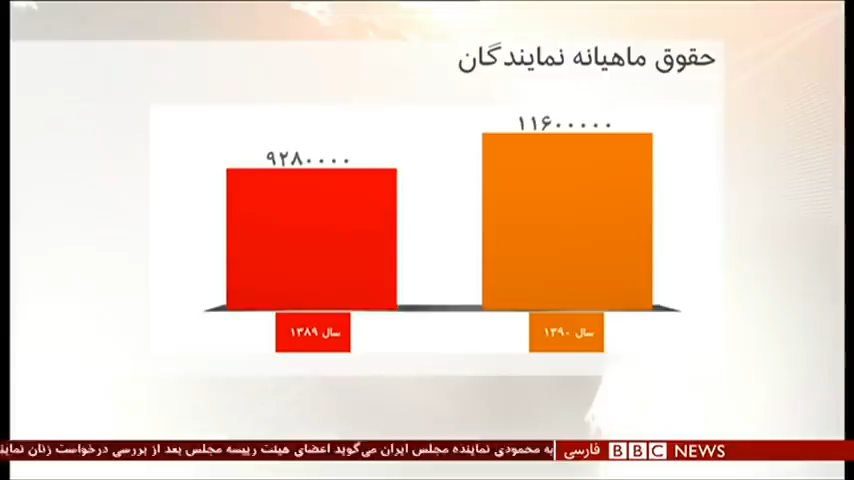 حقوق ماهیانه نمایندگان
۱۱۶۰۰۰۰۰
۹۲۸۰۰۰۰
سال ۱۳۹۰
سال ۱۳۸۹
BBC NEWS فارسی
به محمودی نماینده مجلس ایران می‌گوید اعضای هیئت رییسه مجلس بعد از بررسی درخواست زنان نماین